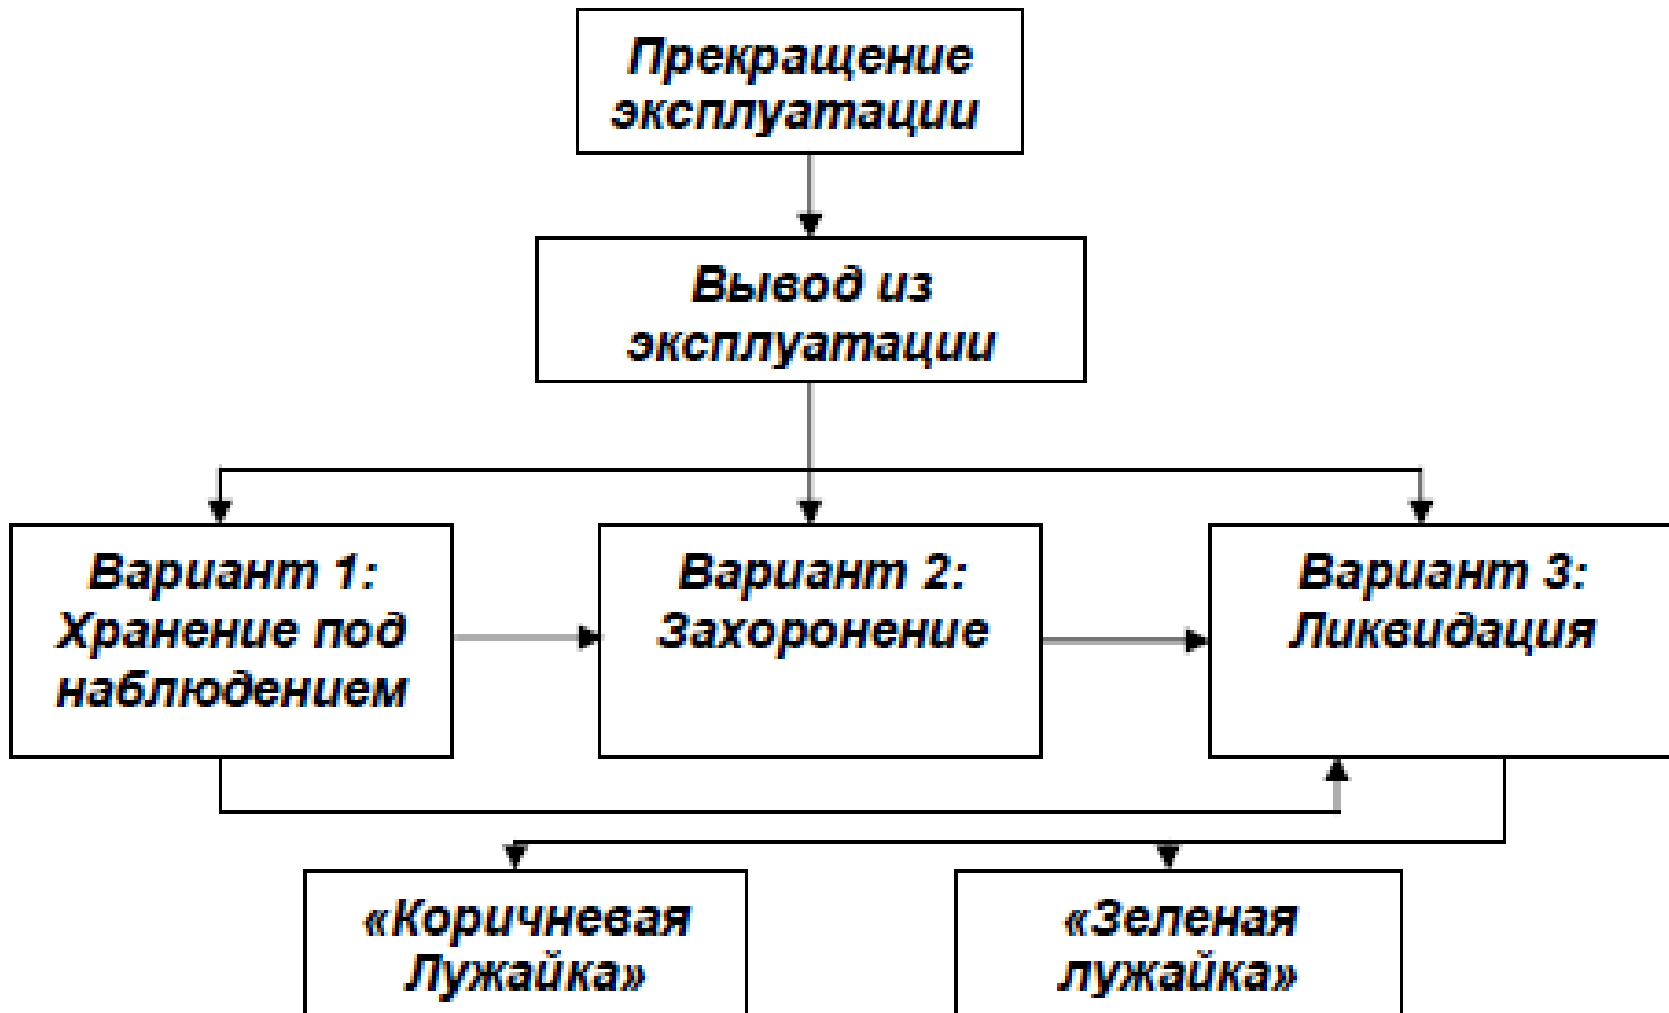 Прекращение
эксплуатации
Вывод из
эксплуатации
Вариант 1:
Хранение под
наблюдением
Вариант 2:
Захоронение
Вариант 3:
Ликвидация
«Коричневая
Лужайка»
«Зеленая
лужайка»